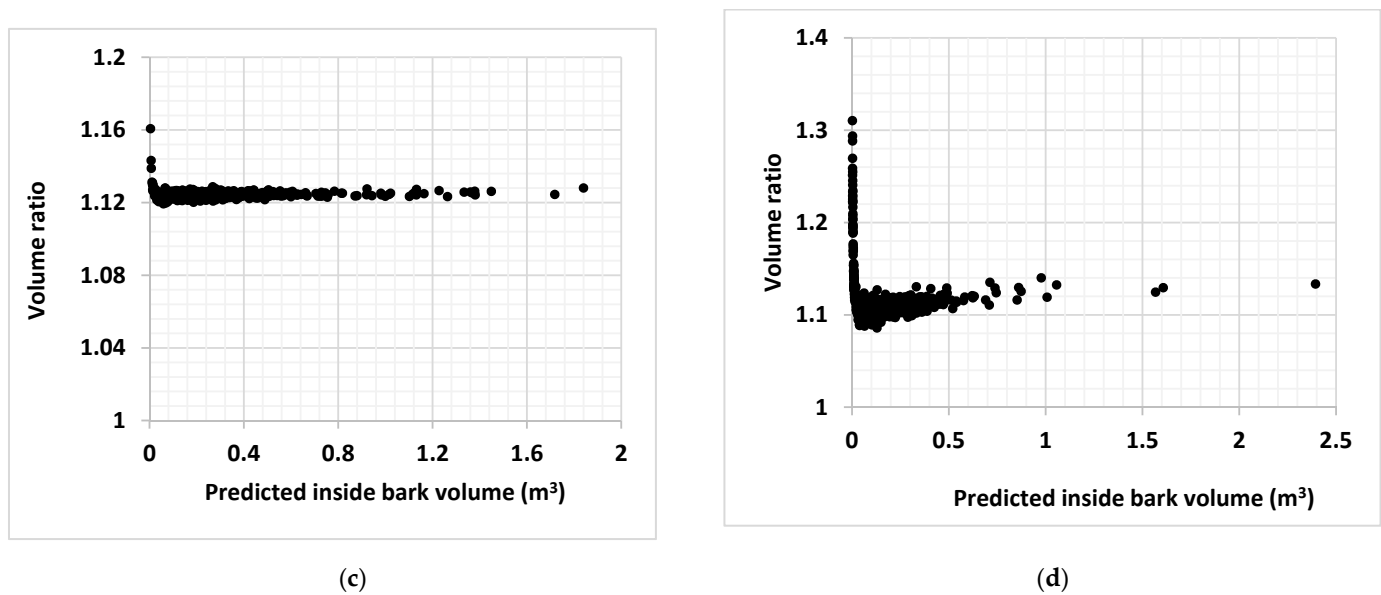 1.2
1.16
1.12
1.08
1.04
1
Volume ratio
0 0.4 0.8 1.2 1.6 2
Predicted inside bark volume (m³)
(c)
1.4
1.3
1.2
1.1
1
Volume ratio
0 0.5 1 1.5 2 2.5
Predicted inside bark volume (m³)
(d)